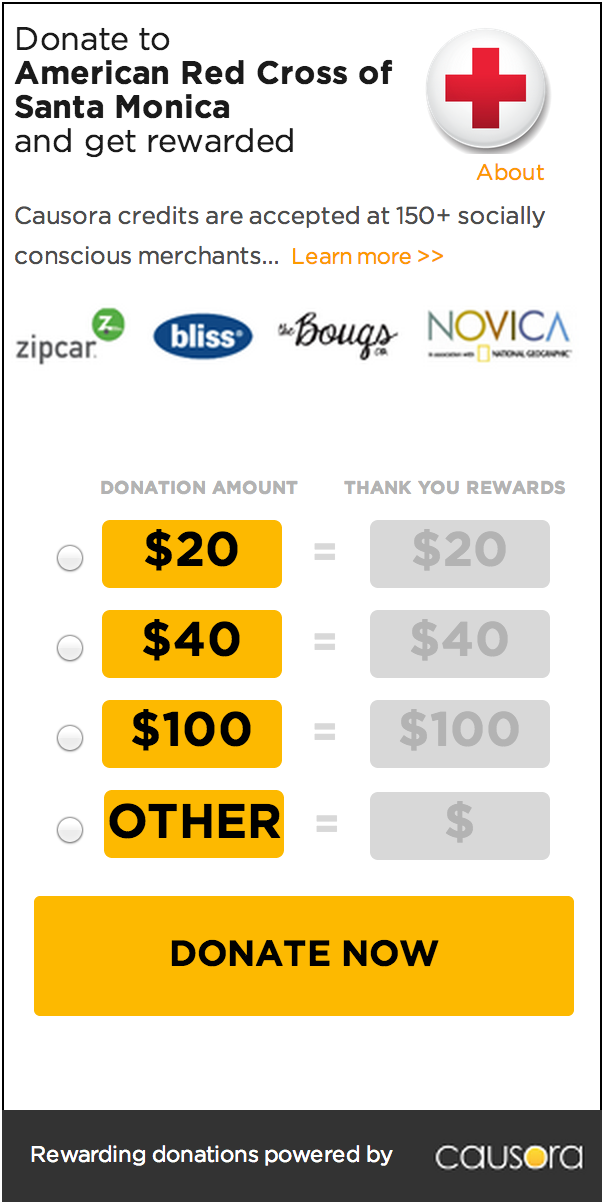 Donate to
American Red Cross of
Santa Monica
and get rewarded
About
Causora credits are accepted at 150+ socially
conscious merchants... Learn more >>
zipcar. Z
bliss®
the Bouqs co.
NOVICA
in association with NATIONAL GEOGRAPHIC
DONATION AMOUNT THANK YOU REWARDS
$20 = $20
$40 = $40
$100 = $100
OTHER = $
DONATE NOW
Rewarding donations powered by causora